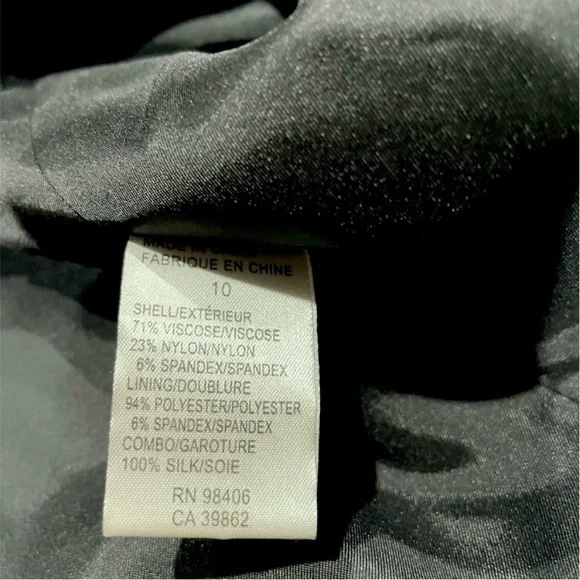 MADE IN
FABRIQUE EN CHINE
10
SHELL/EXTÉRIEUR
71% VISCOSE/VISCOSE
23% NYLON/NYLON
6% SPANDEX/SPANDEX
LINING/DOUBLURE
94% POLYESTER/POLYESTER
6% SPANDEX/SPANDEX
COMBO/GAROTURE
100% SILK/SOIE
RN 98406
CA 39862